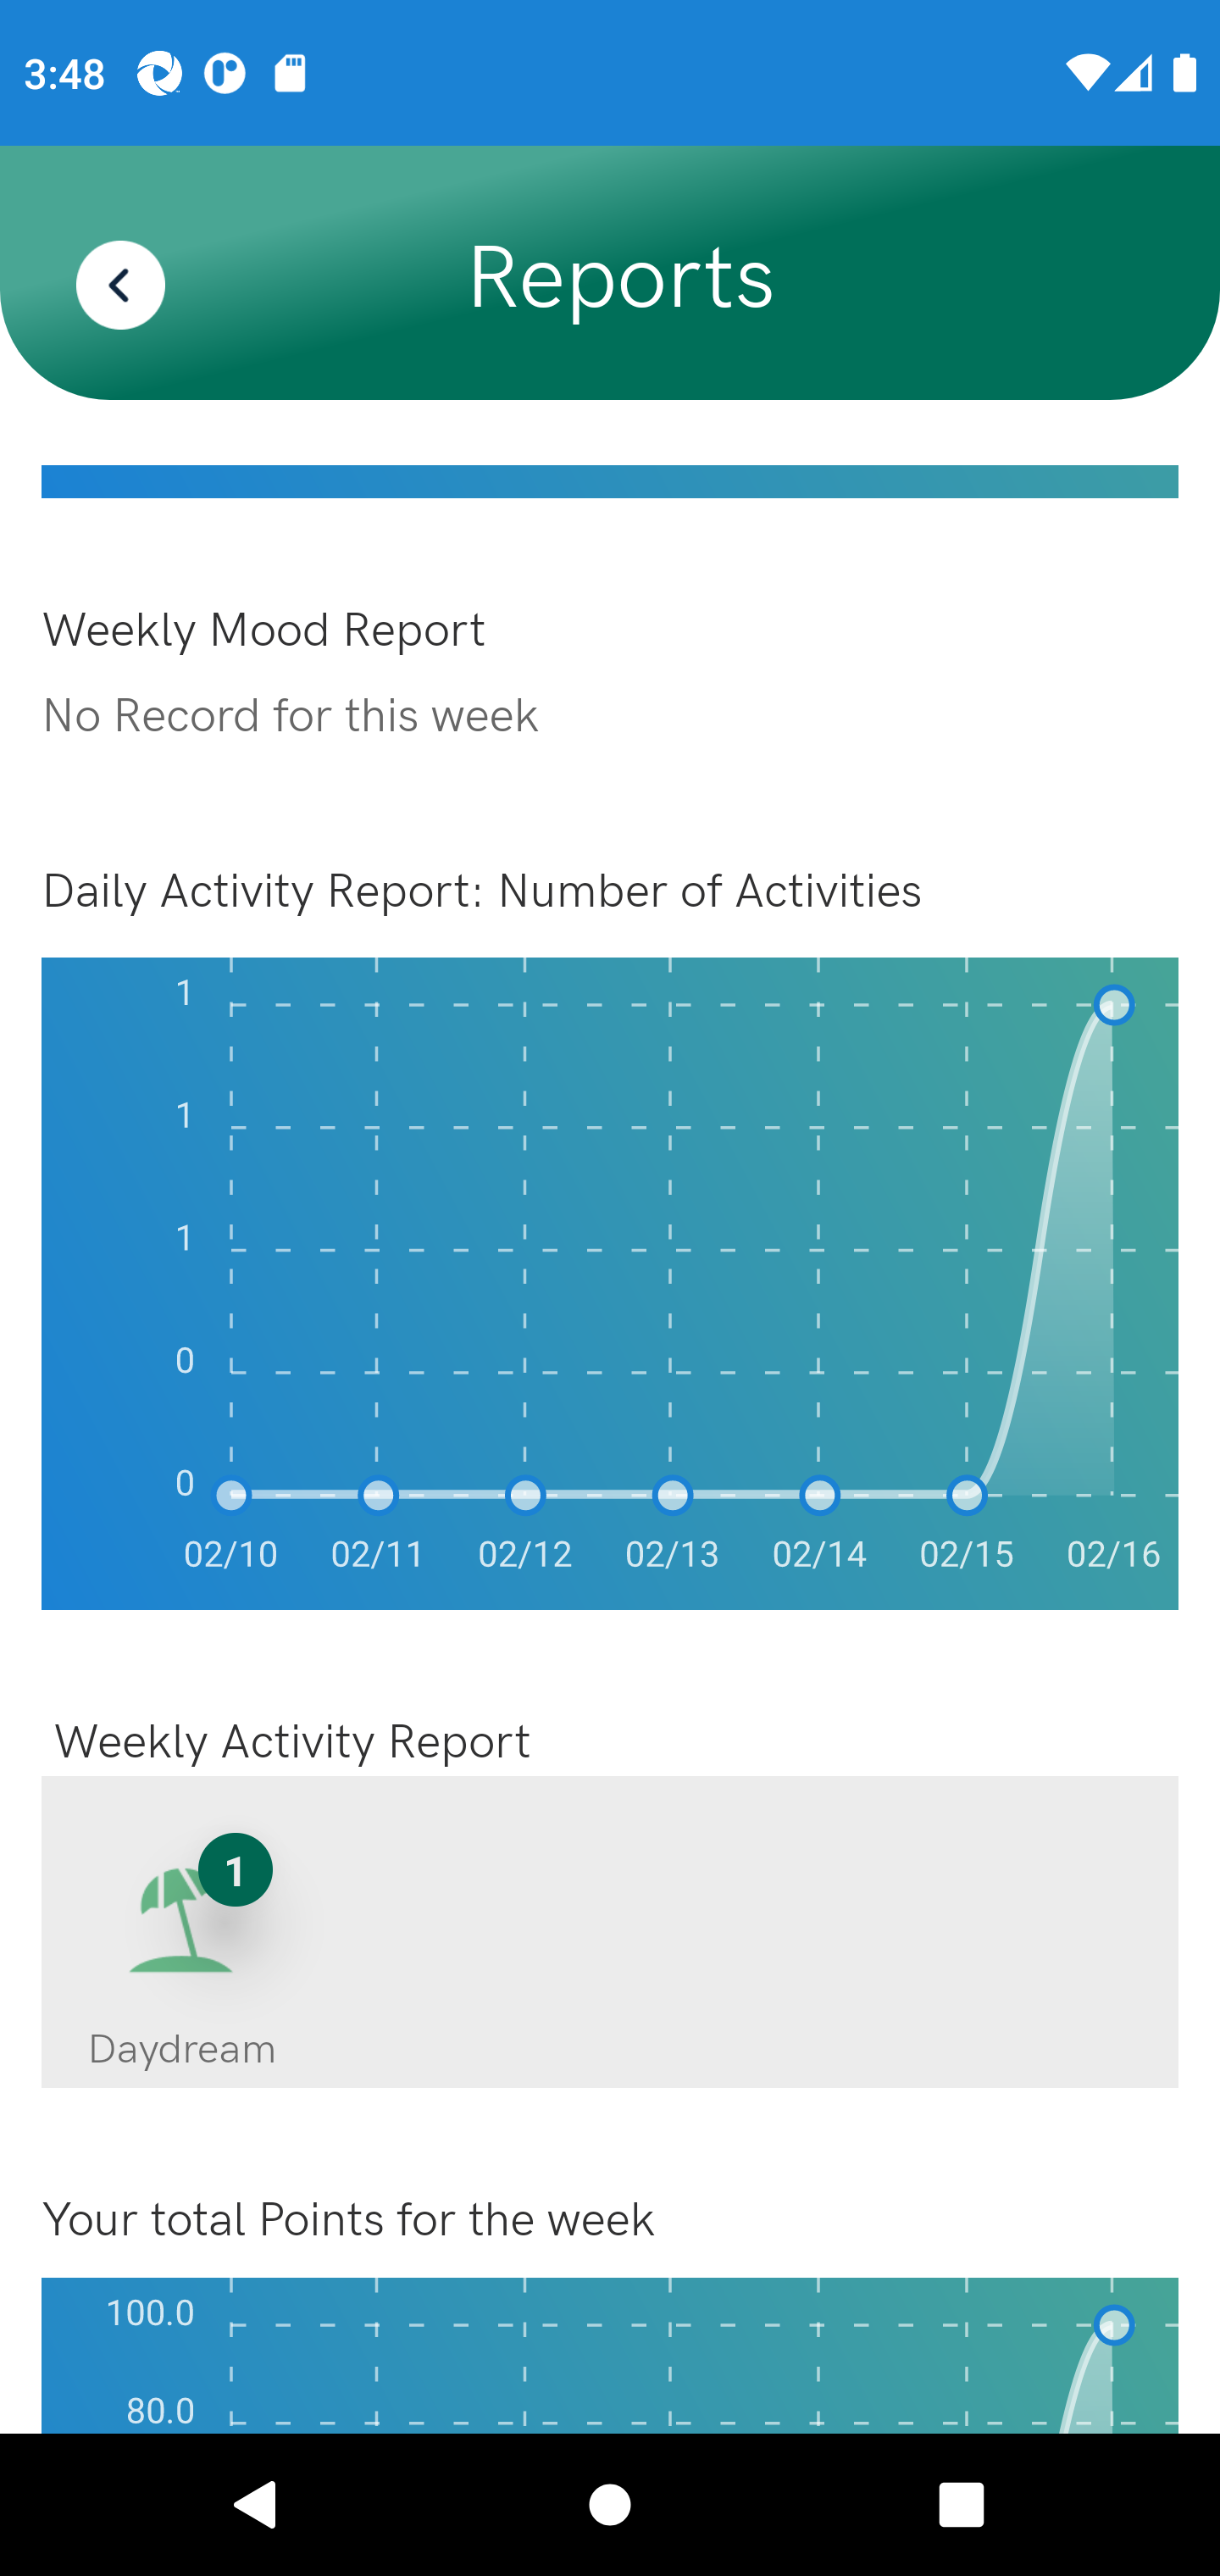 3:48
Reports
Weekly Mood Report
No Record for this week
Daily Activity Report: Number of Activities
1
1
1
0
0
02/10 02/11 02/12 02/13 02/14 02/15 02/16
Weekly Activity Report
1
Daydream
Your total Points for the week
100.0
80.0